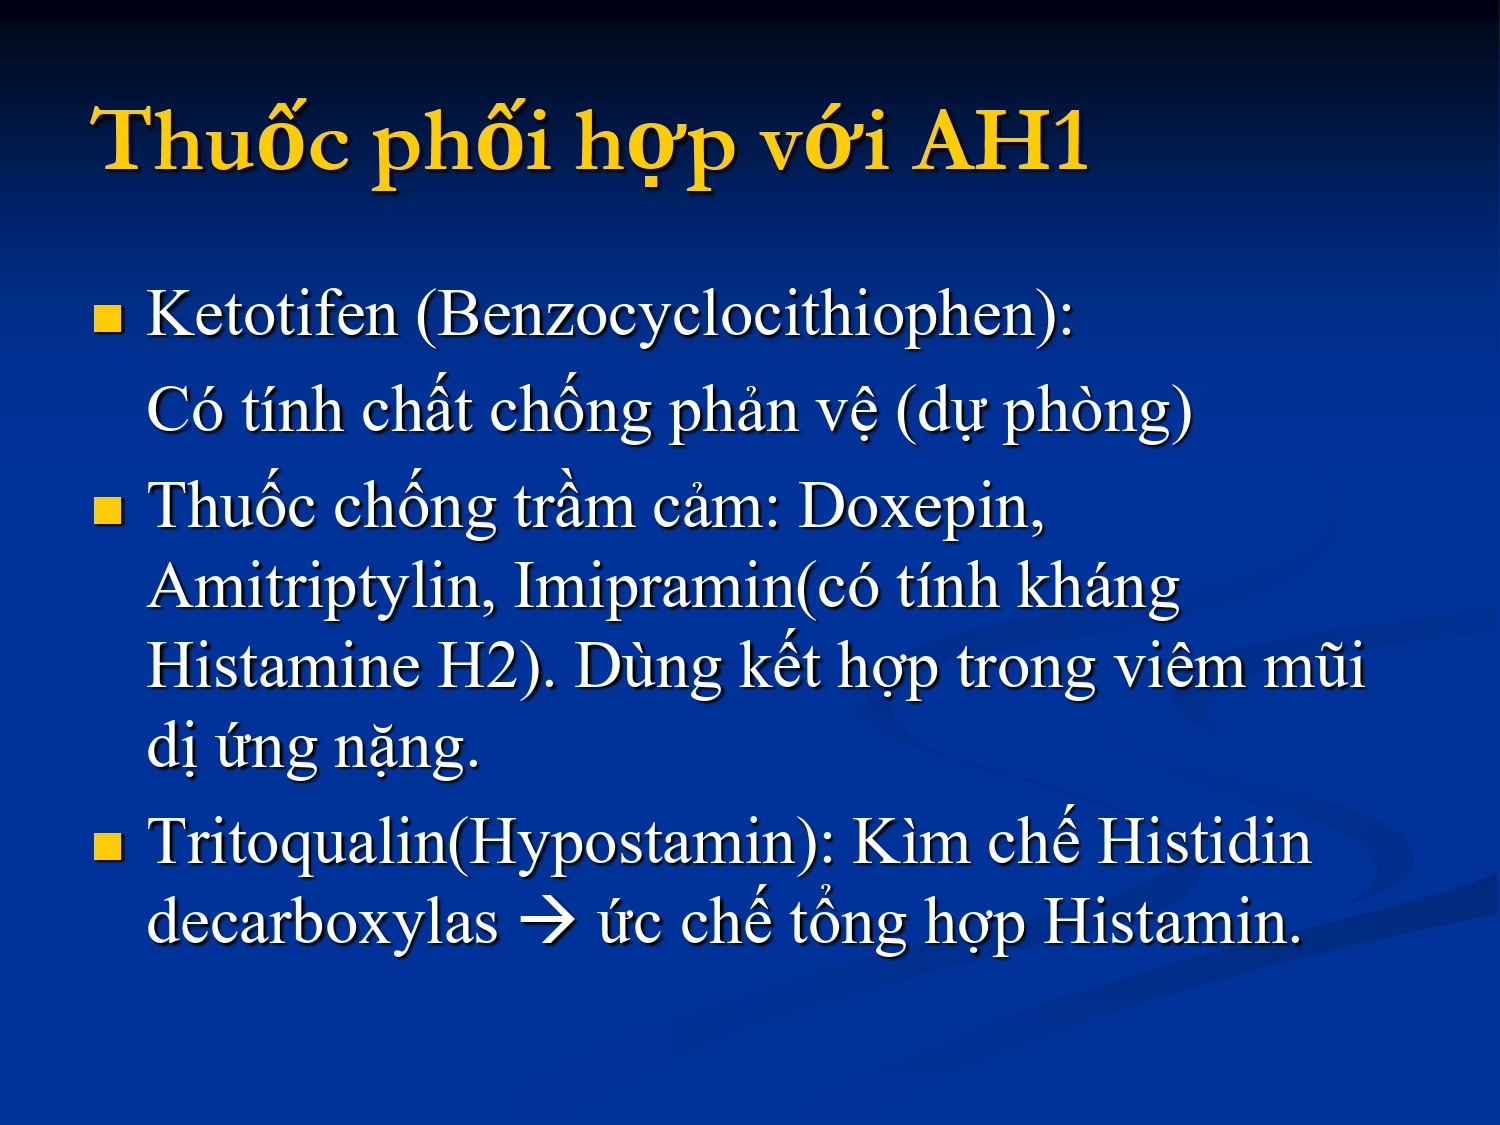 Thuốc phối hợp với AH1
Ketotifen (Benzocyclocithiophen):
Có tính chất chống phản vệ (dự phòng)
Thuốc chống trầm cảm: Doxepin,
Amitriptylin, Imipramin(có tính kháng
Histamine H2). Dùng kết hợp trong viêm mũi
dị ứng nặng.
Tritoqualin(Hypostamin): Kìm chế Histidin
decarboxylas → ức chế tổng hợp Histamin.